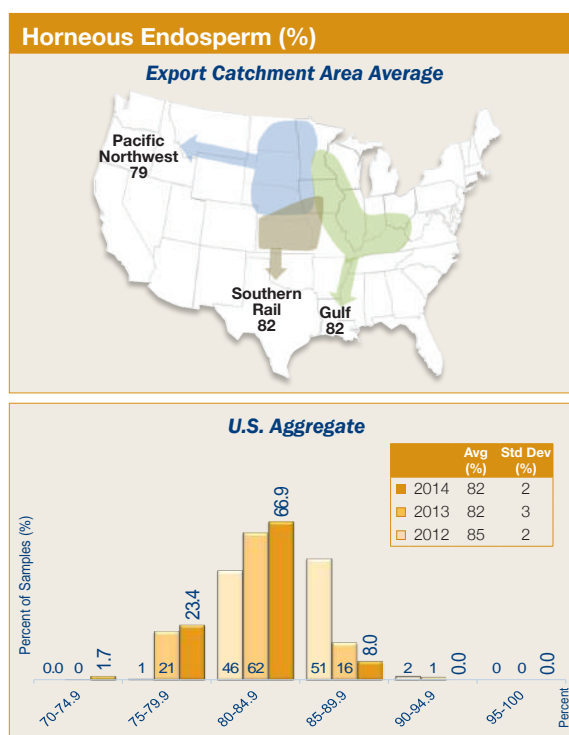 Horneous Endosperm (%)
Export Catchment Area Average
Pacific
Northwest
79
Southern
Rail
82
Gulf
82
U.S. Aggregate
Avg Std Dev
(%) (%)
2014 82 2
2013 82 3
2012 85 2
Percent of Samples (%)
0.0 0 1.7
1 21 23.4
46 62 66.9
51 16 8.0
2 1 0.0
0 0 0.0
70-74.9 75-79.9 80-84.9 85-89.9 90-94.9 95-100
Percent